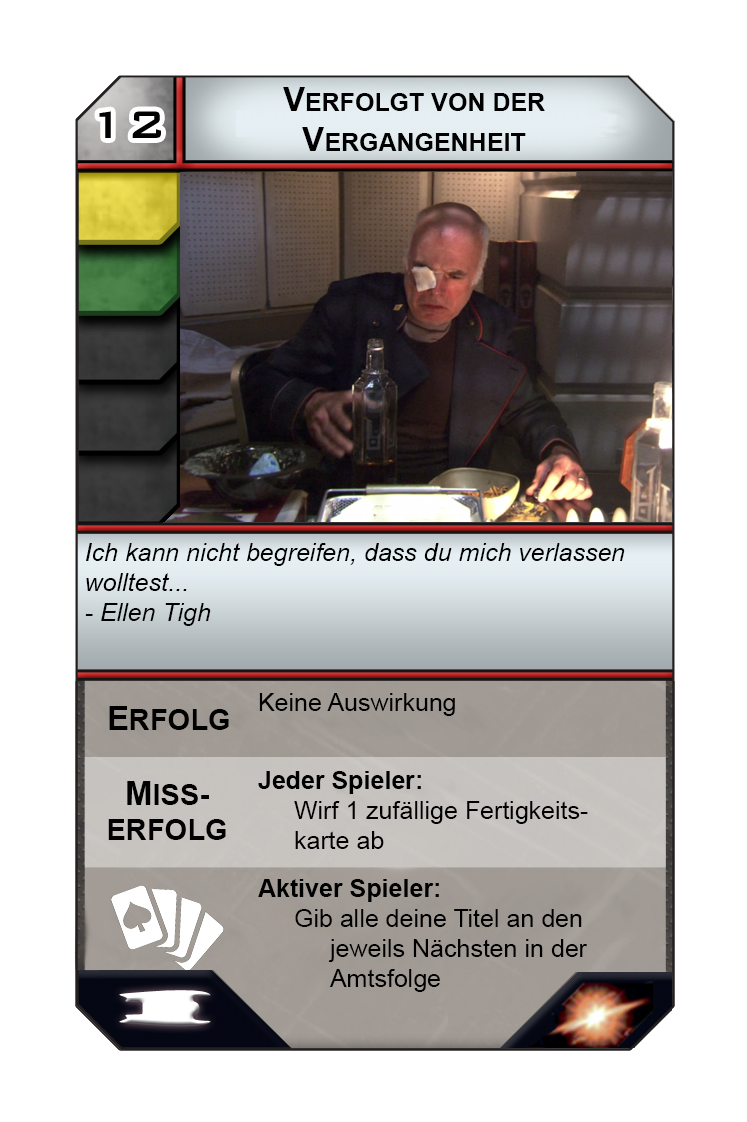 12
VERFOLGT VON DER
VERGANGENHEIT
Ich kann nicht begreifen, dass du mich verlassen
wolltest...
- Ellen Tigh
ERFOLG
Keine Auswirkung
MISS-
ERFOLG
Jeder Spieler:
Wirf 1 zufällige Fertigkeits-
karte ab
Aktiver Spieler:
Gib alle deine Titel an den
jeweils Nächsten in der
Amtsfolge